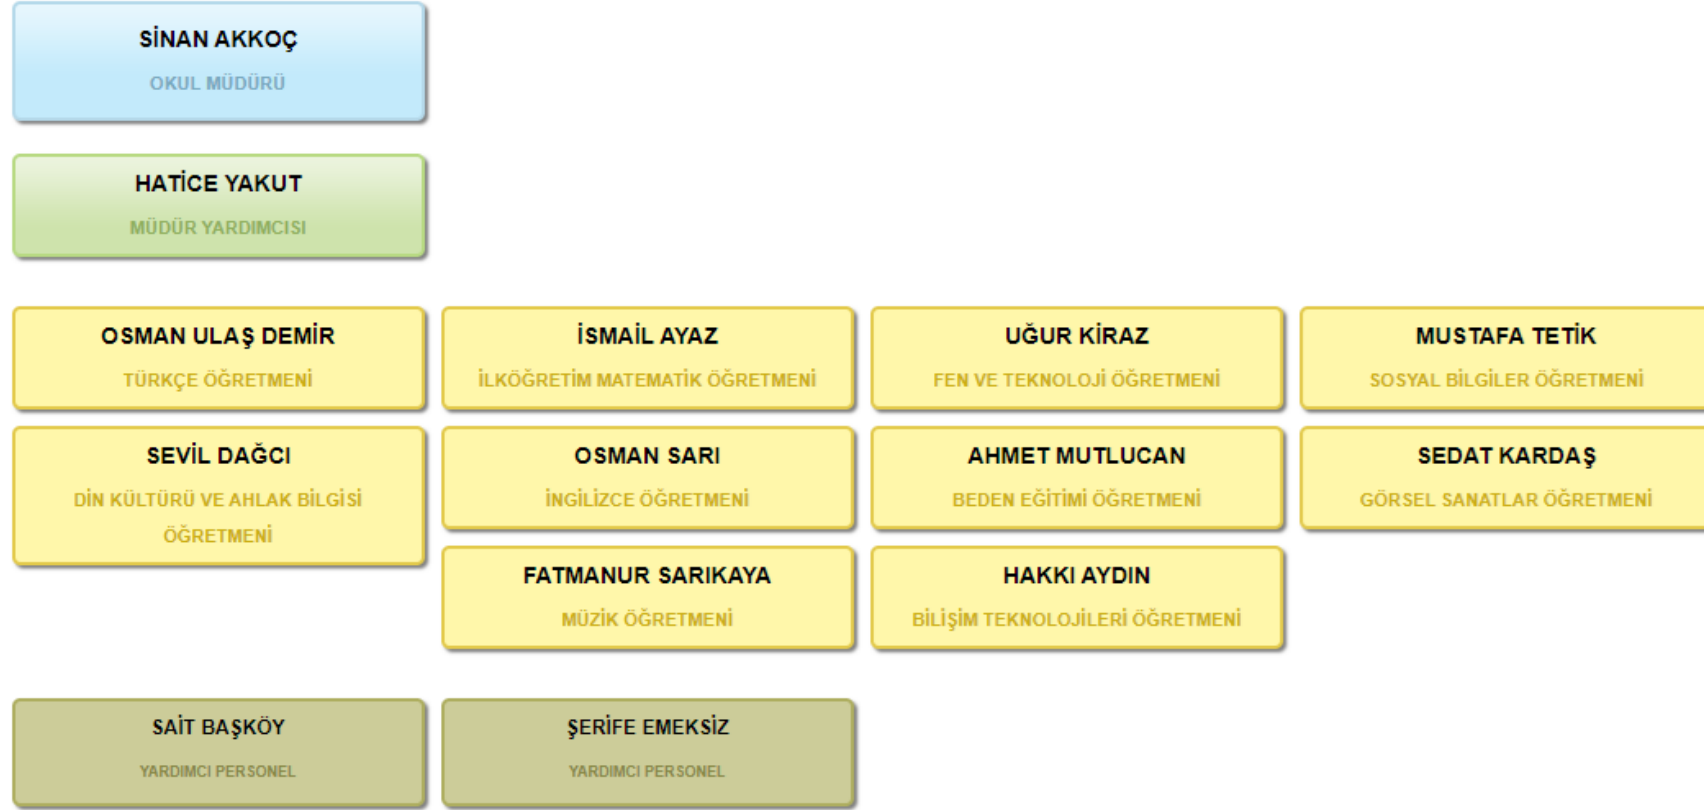 SİNAN AKKOÇ
OKUL MÜDÜRÜ
HATİCE YAKUT
MÜDÜR YARDIMCISI
OSMAN ULAŞ DEMİR
TÜRKÇE ÖĞRETMENİ
İSMAİL AYAZ
İLKÖĞRETİM MATEMATİK ÖĞRETMENİ
UĞUR KİRAZ
FEN VE TEKNOLOJİ ÖĞRETMENİ
MUSTAFA TETİK
SOSYAL BİLGİLER ÖĞRETMENİ
SEVİL DAĞCI
DİN KÜLTÜRÜ VE AHLAK BİLGİSİ
ÖĞRETMENİ
OSMAN SARI
İNGİLİZCE ÖĞRETMENİ
AHMET MUTLUCAN
BEDEN EĞİTİMİ ÖĞRETMENİ
SEDAT KARDAŞ
GÖRSEL SANATLAR ÖĞRETMENİ
FATMANUR SARIKAYA
MÜZİK ÖĞRETMENİ
HAKKI AYDIN
BİLİŞİM TEKNOLOJİLERİ ÖĞRETMENİ
SAİT BAŞKÖY
YARDIMCI PERSONEL
ŞERİFE EMEKSİZ
YARDIMCI PERSONEL